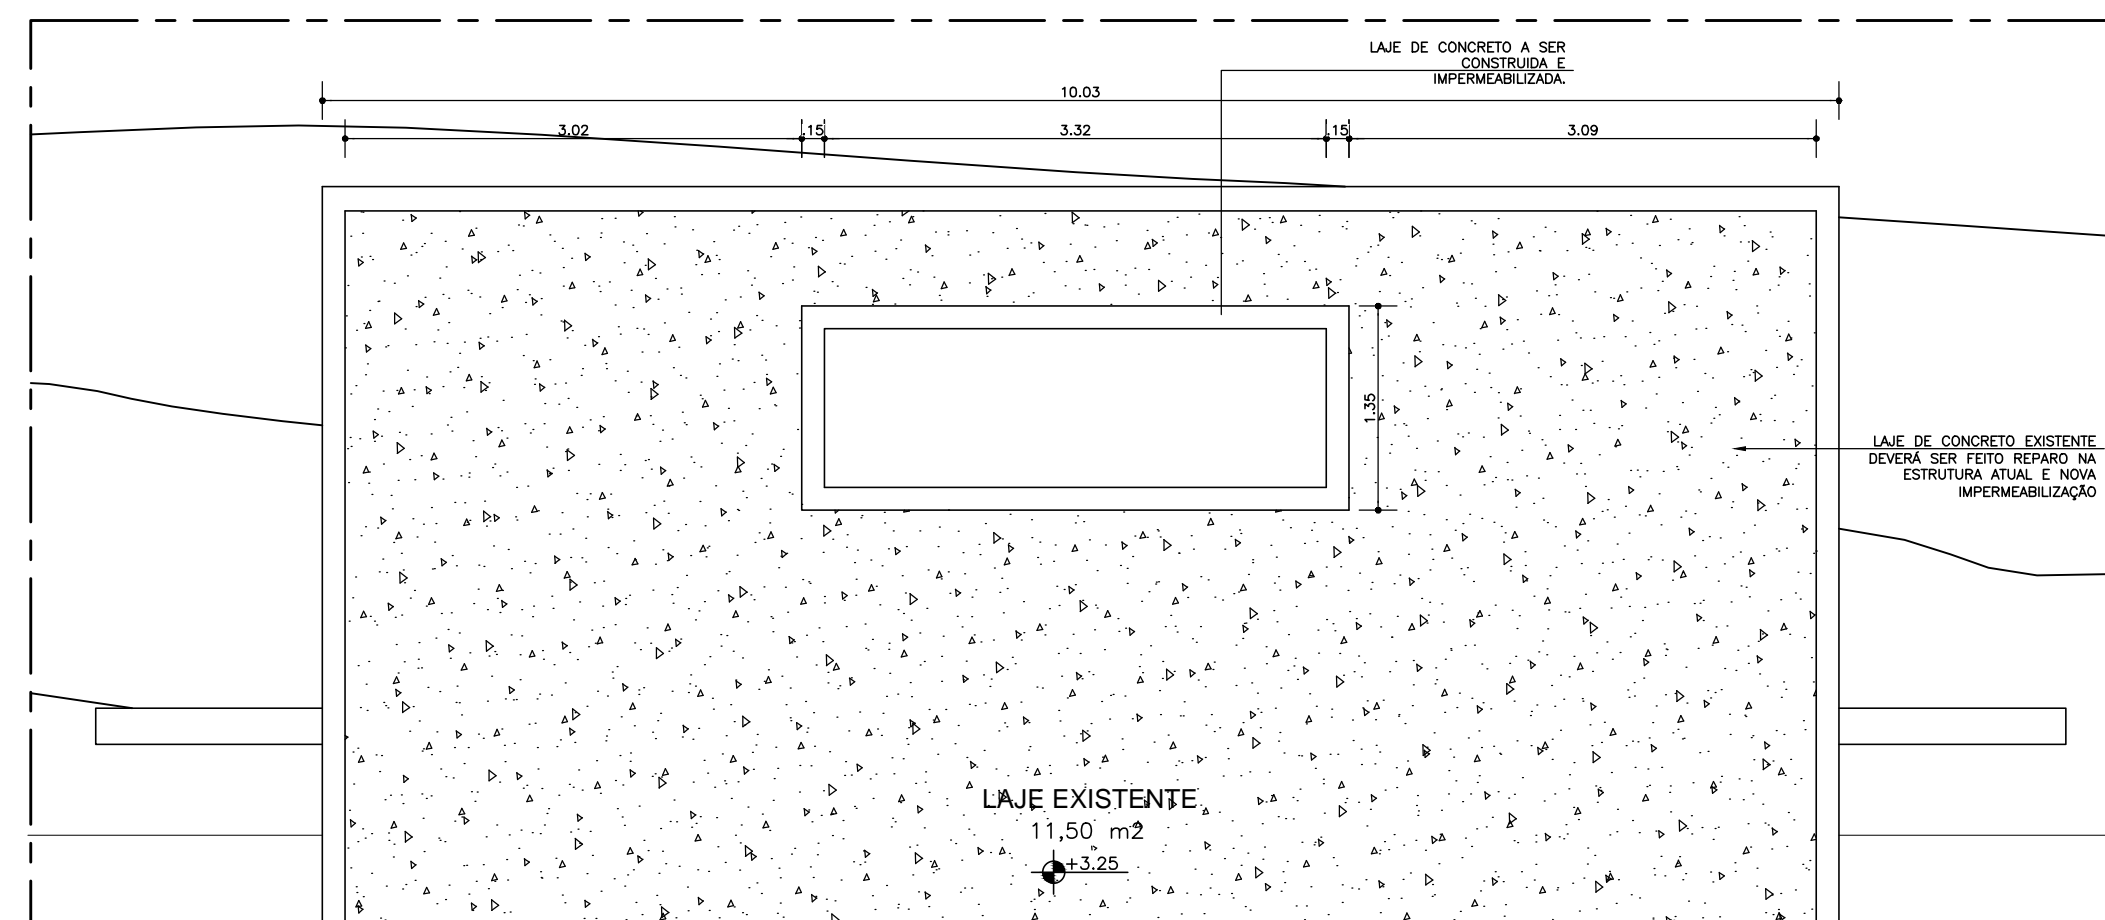 LAJE DE CONCRETO A SER
CONSTRUIDA E
IMPERMEABILIZADA.
10.03
3.02
.15
3.32
.15
3.09
1.35
LAJE DE CONCRETO EXISTENTE
DEVERÁ SER FEITO REPARO NA
ESTRUTURA ATUAL E NOVA
IMPERMEABILIZAÇÃO
LAJE EXISTENTE
11,50 m2
+3.25